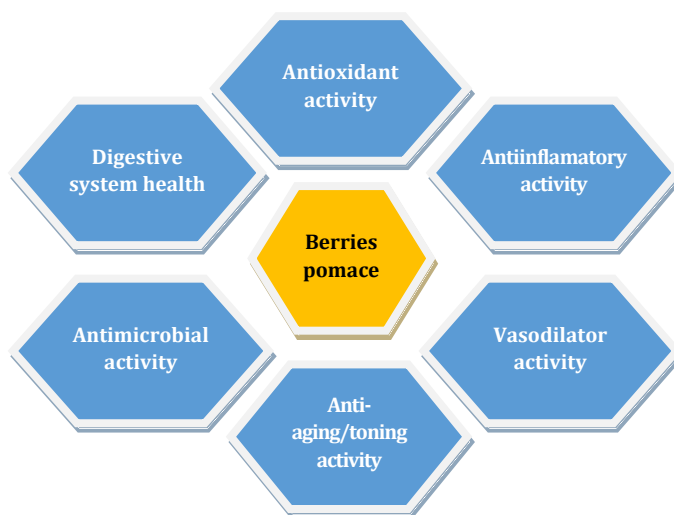 Antioxidant
activity
Digestive
system health
Antiinflamatory
activity
Berries
pomace
Antimicrobial
activity
Vasodilator
activity
Anti-
aging/toning
activity